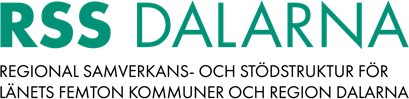 RSS DALARNA
REGIONAL SAMVERKANS- OCH STÖDSTRUKTUR FÖR
LÄNETS FEMTON KOMMUNER OCH REGION DALARNA